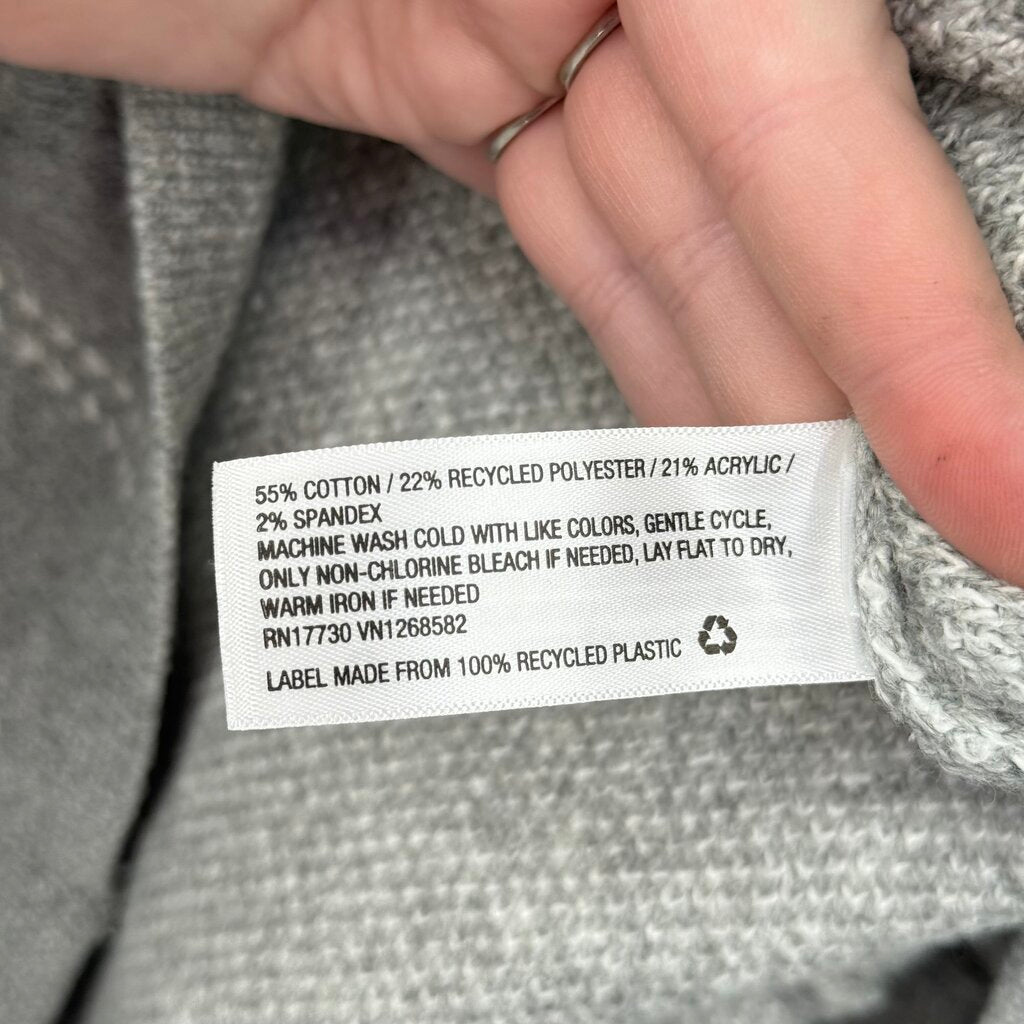 55% COTTON / 22% RECYCLED POLYESTER / 21% ACRYLIC /
2% SPANDEX
MACHINE WASH COLD WITH LIKE COLORS, GENTLE CYCLE,
ONLY NON-CHLORINE BLEACH IF NEEDED, LAY FLAT TO DRY,
WARM IRON IF NEEDED
RN17730 VN1268582
LABEL MADE FROM 100% RECYCLED PLASTIC